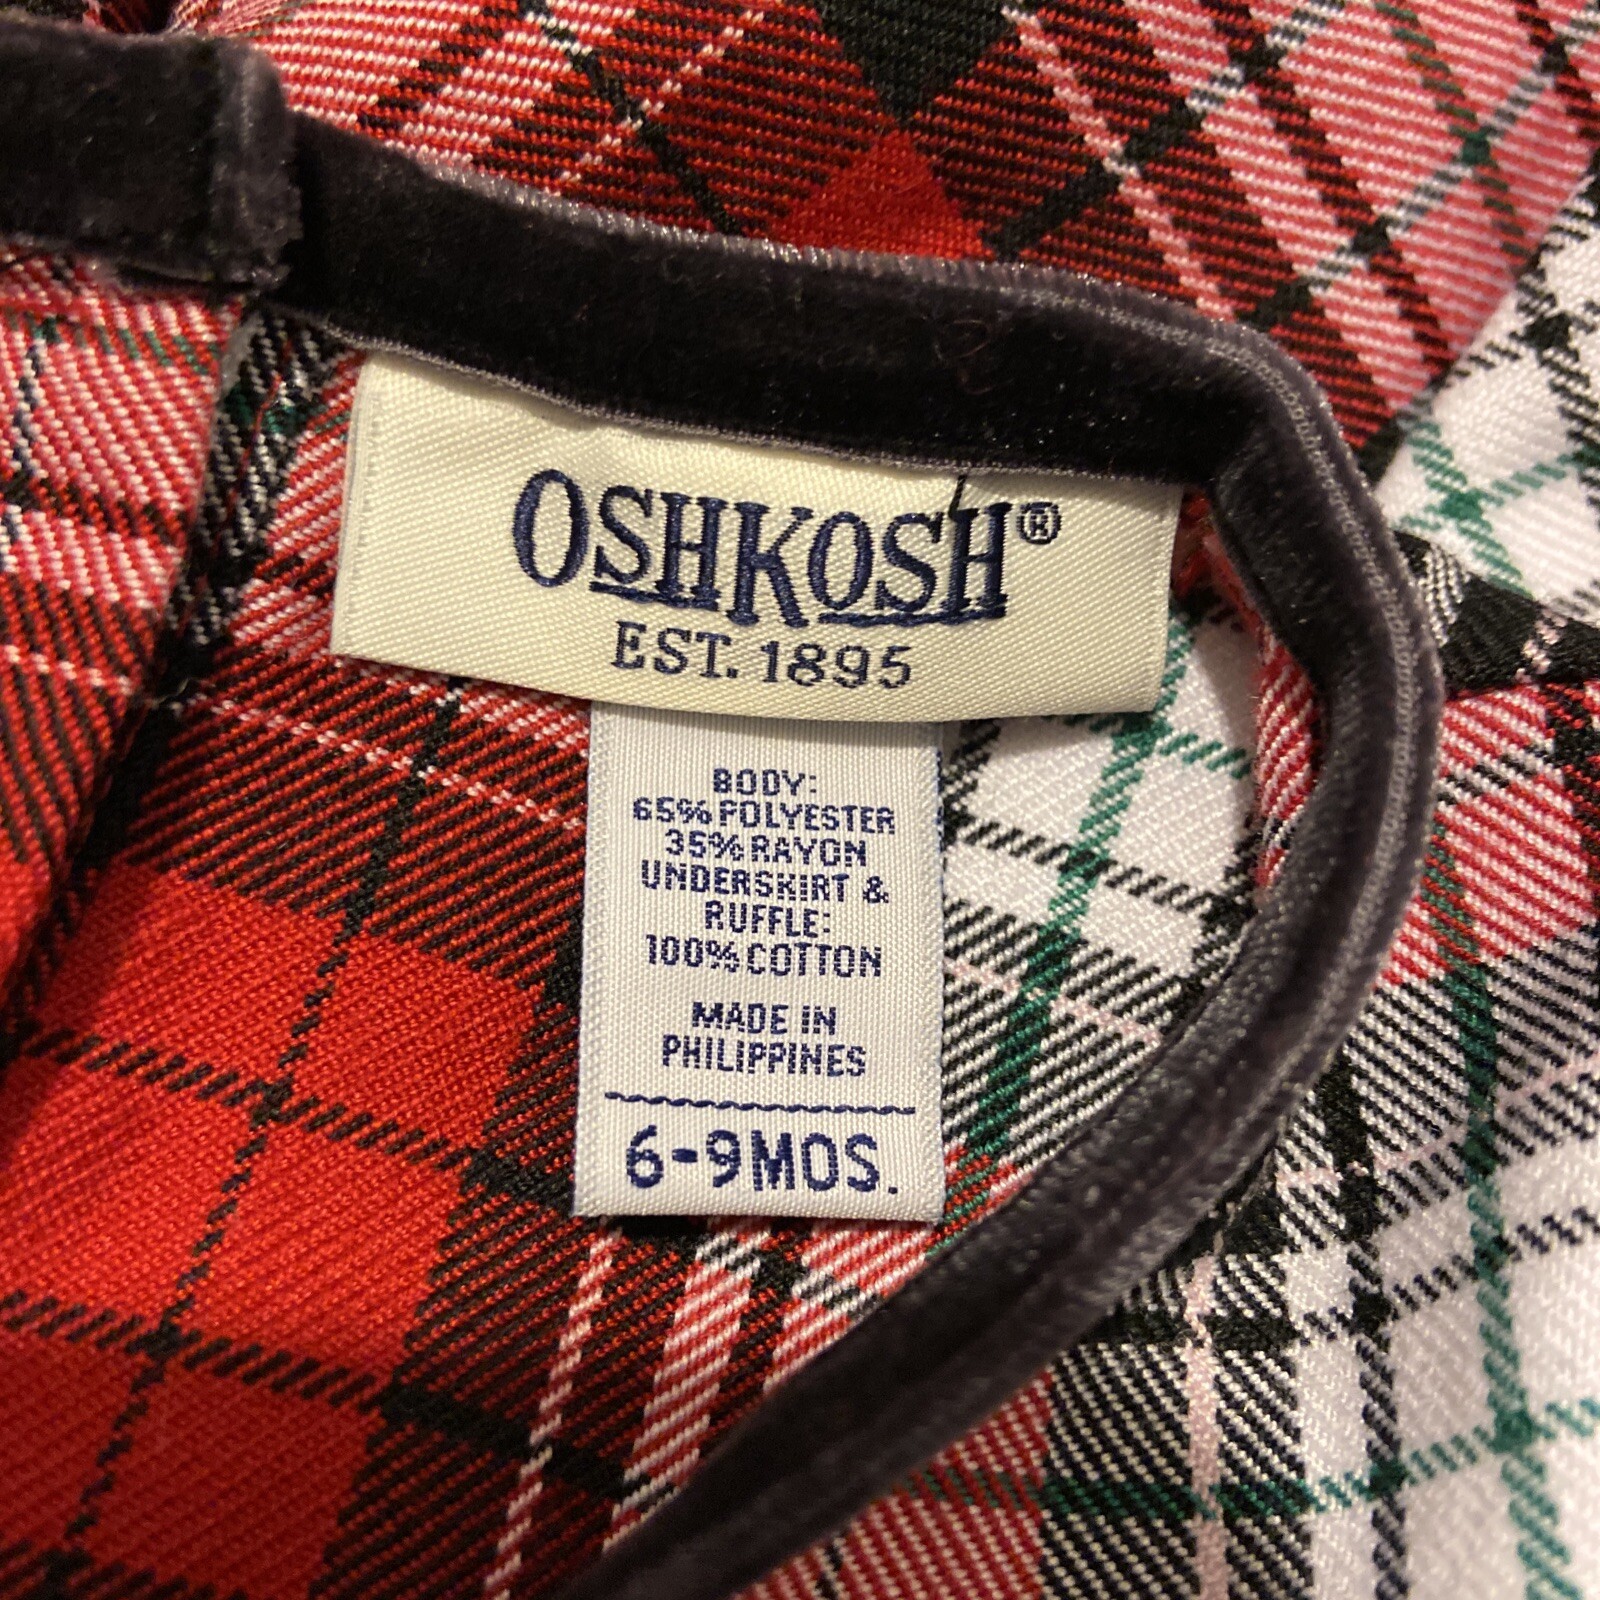 OSHKOSH®
EST. 1895
BODY:
65% POLYESTER
35% RAYON
UNDERSKIRT &
RUFFLE:
100% COTTON
MADE IN
PHILIPPINES
6-9MOS.